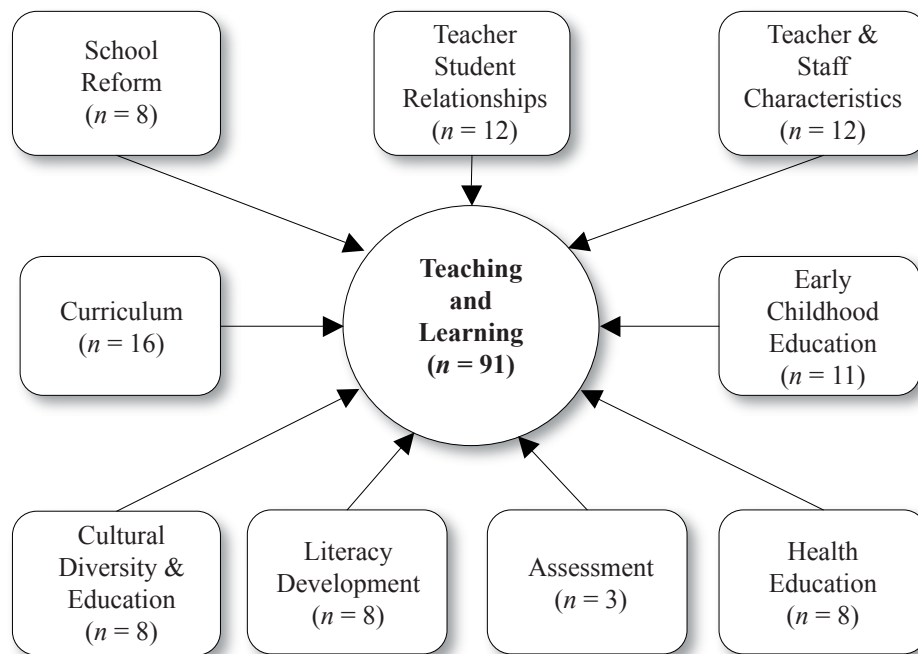 School
Reform
(n = 8)
Teacher
Student
Relationships
(n = 12)
Teacher &
Staff
Characteristics
(n = 12)
Curriculum
(n = 16)
Teaching
and
Learning
(n = 91)
Early
Childhood
Education
(n = 11)
Cultural
Diversity &
Education
(n = 8)
Literacy
Development
(n = 8)
Assessment
(n = 3)
Health
Education
(n = 8)